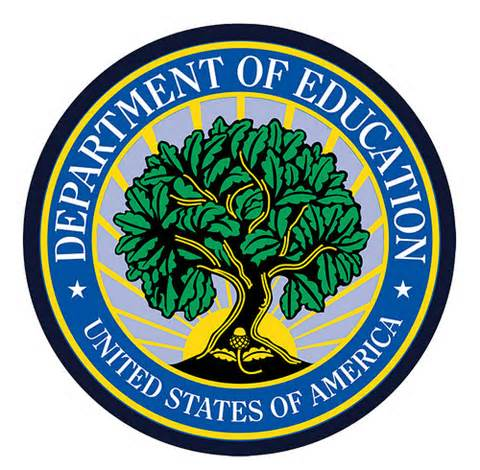 DEPARTMENT OF EDUCATION
UNITED STATES OF AMERICA